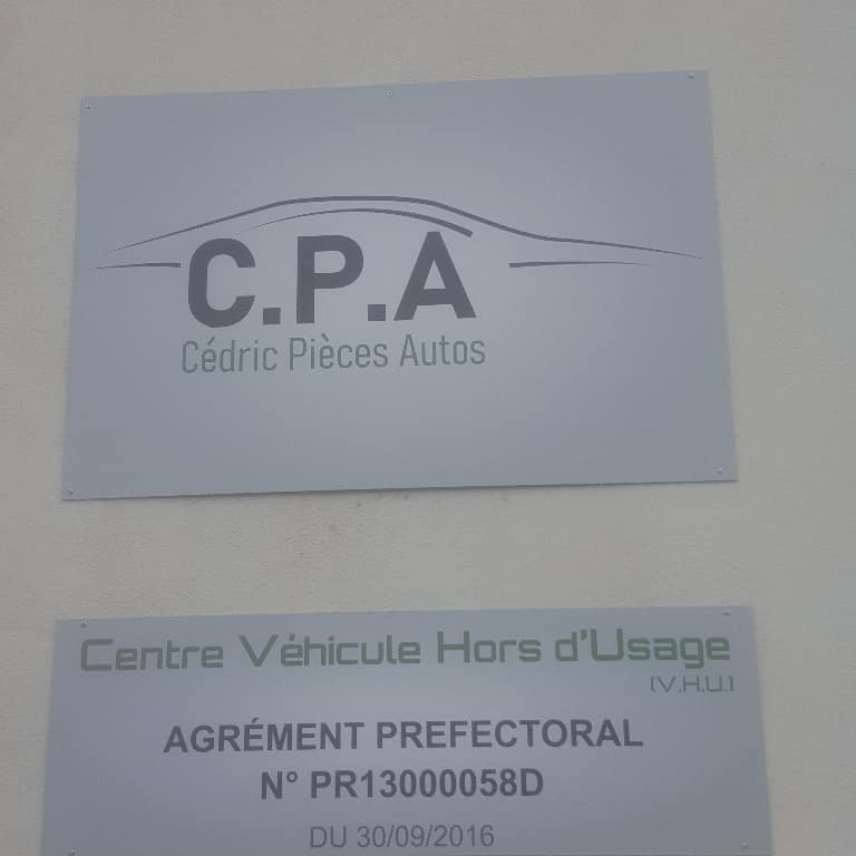 C.P.A
Cédric Pièces Autos
Centre Véhicule Hors d'Usage
(V.H.U.)
AGRÉMENT PREFECTORAL
N° PR13000058D
DU 30/09/2016